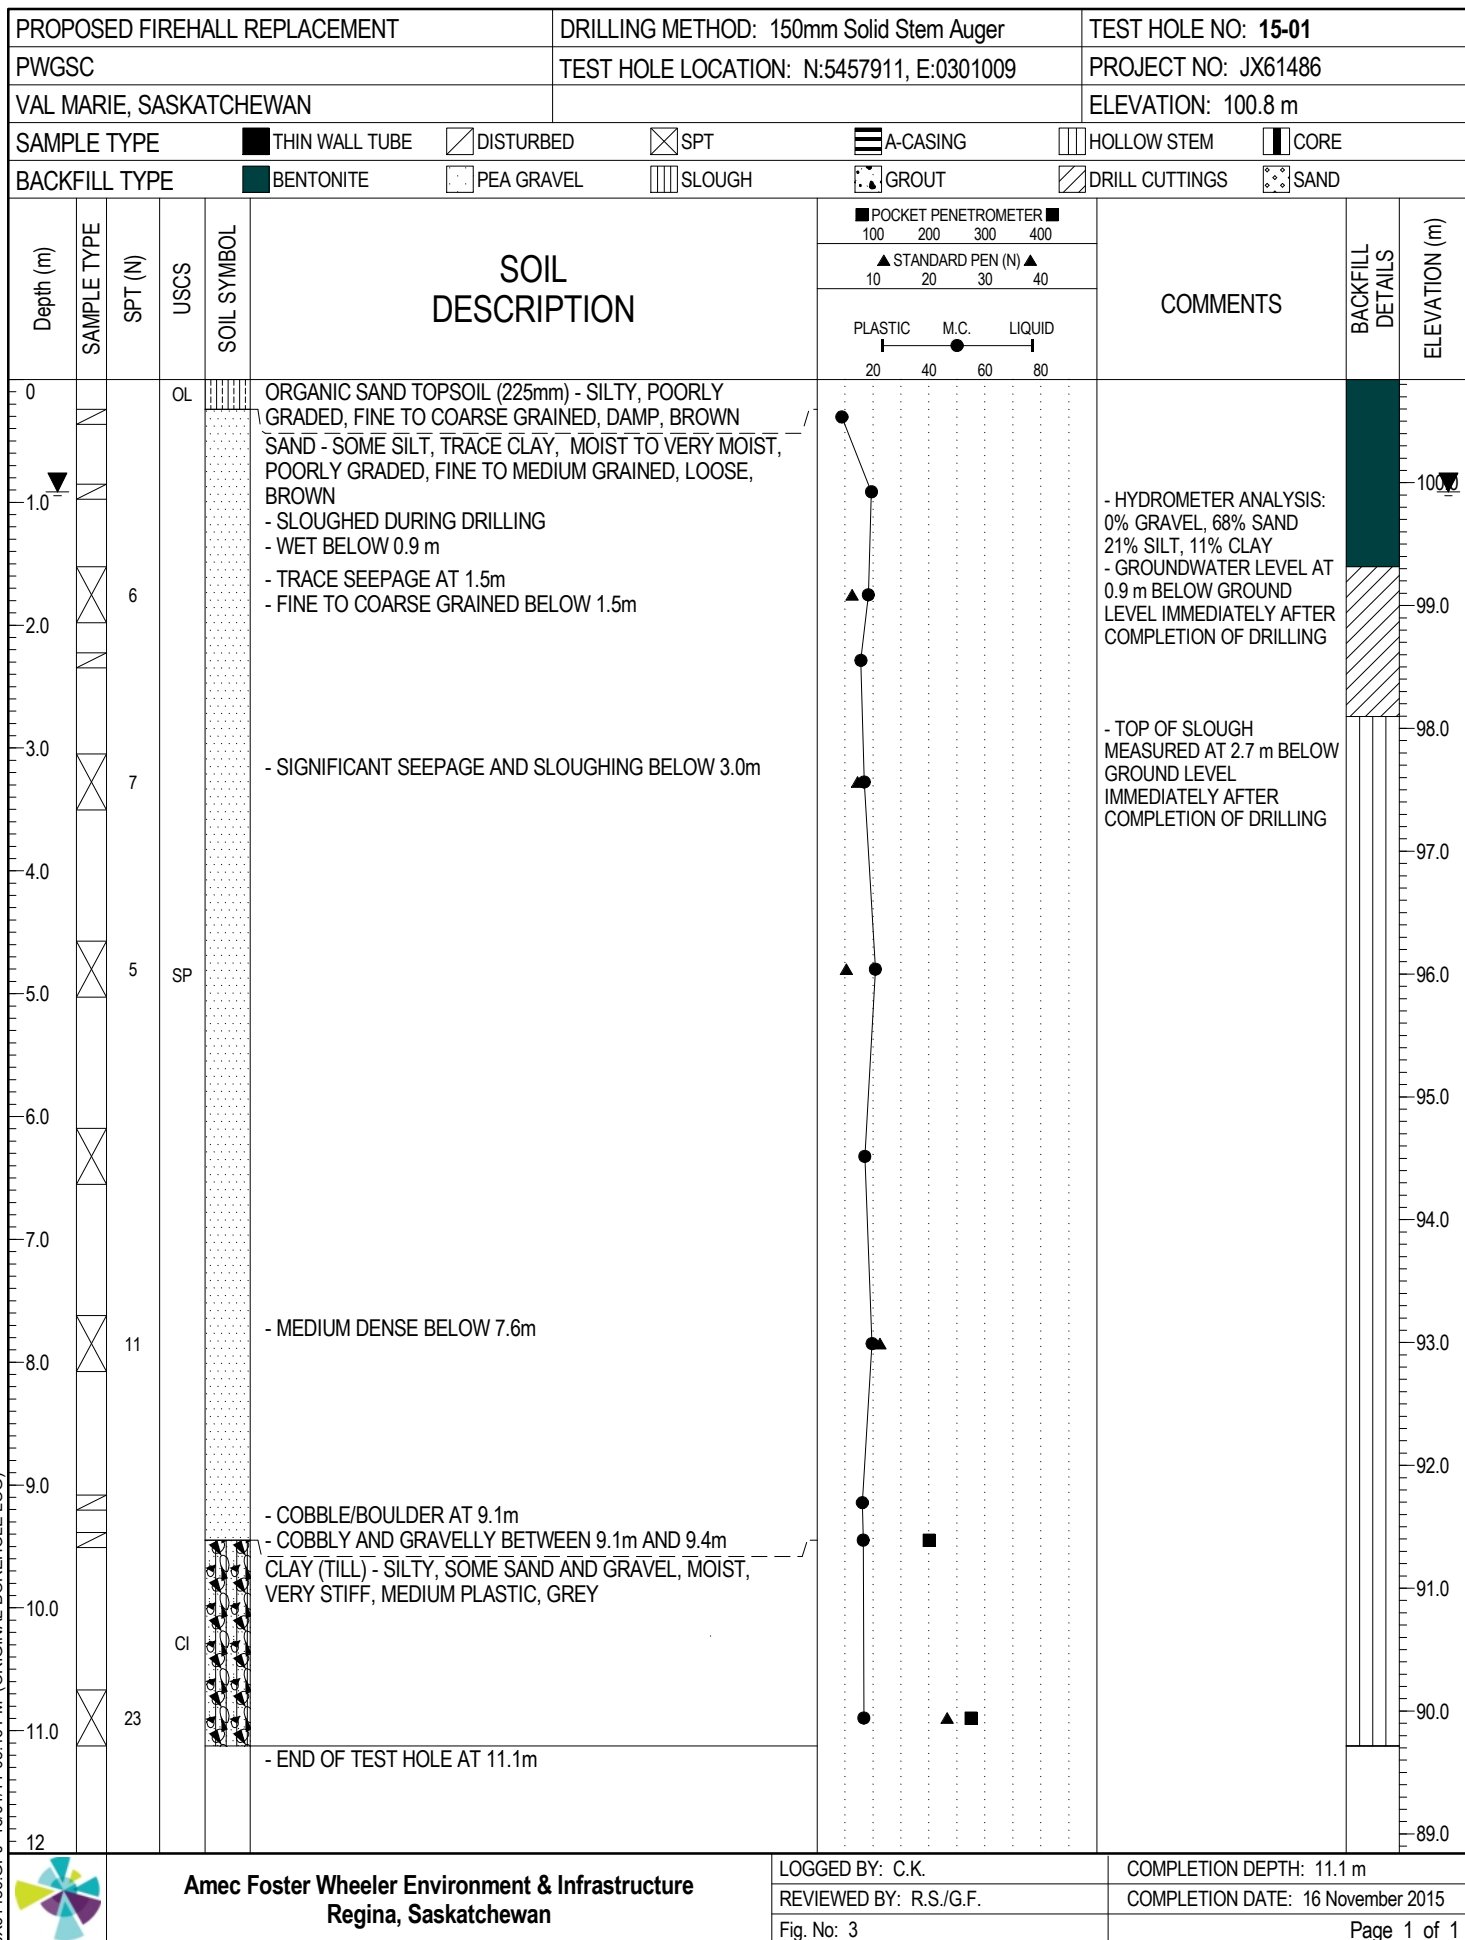 PROPOSED FIREHALL REPLACEMENT
DRILLING METHOD: 150mm Solid Stem Auger
TEST HOLE NO: 15-01
PWGSC
TEST HOLE LOCATION: N:5457911, E:0301009
PROJECT NO: JX61486
VAL MARIE, SASKATCHEWAN
ELEVATION: 100.8 m
SAMPLE TYPE THIN WALL TUBE DISTURBED SPT A-CASING HOLLOW STEM CORE
BACKFILL TYPE BENTONITE PEA GRAVEL SLOUGH GROUT DRILL CUTTINGS SAND
Depth (m)
SAMPLE TYPE
SPT (N)
USCS
SOIL SYMBOL
SOIL
DESCRIPTION
POCKET PENETROMETER
100 200 300 400
STANDARD PEN (N)
10 20 30 40
PLASTIC M.C. LIQUID
20 40 60 80
COMMENTS
BACKFILL
DETAILS
ELEVATION (m)
0
1.0
2.0
3.0
4.0
5.0
6.0
7.0
8.0
9.0
10.0
11.0
12
6
7
5
11
23
OL
SP
CI
ORGANIC SAND TOPSOIL (225mm) - SILTY, POORLY
GRADED, FINE TO COARSE GRAINED, DAMP, BROWN
SAND - SOME SILT, TRACE CLAY, MOIST TO VERY MOIST,
POORLY GRADED, FINE TO MEDIUM GRAINED, LOOSE,
BROWN
- SLOUGHED DURING DRILLING
- WET BELOW 0.9 m
- TRACE SEEPAGE AT 1.5m
- FINE TO COARSE GRAINED BELOW 1.5m
- SIGNIFICANT SEEPAGE AND SLOUGHING BELOW 3.0m
- MEDIUM DENSE BELOW 7.6m
- COBBLE/BOULDER AT 9.1m
- COBBLY AND GRAVELLY BETWEEN 9.1m AND 9.4m
CLAY (TILL) - SILTY, SOME SAND AND GRAVEL, MOIST,
VERY STIFF, MEDIUM PLASTIC, GREY
- END OF TEST HOLE AT 11.1m
- HYDROMETER ANALYSIS:
0% GRAVEL, 68% SAND
21% SILT, 11% CLAY
- GROUNDWATER LEVEL AT
0.9 m BELOW GROUND
LEVEL IMMEDIATELY AFTER
COMPLETION OF DRILLING
- TOP OF SLOUGH
MEASURED AT 2.7 m BELOW
GROUND LEVEL
IMMEDIATELY AFTER
COMPLETION OF DRILLING
100.0
99.0
98.0
97.0
96.0
95.0
94.0
93.0
92.0
91.0
90.0
89.0
Amec Foster Wheeler Environment & Infrastructure
Regina, Saskatchewan
LOGGED BY: C.K.
COMPLETION DEPTH: 11.1 m
REVIEWED BY: R.S./G.F.
COMPLETION DATE: 16 November 2015
Fig. No: 3
Page 1 of 1